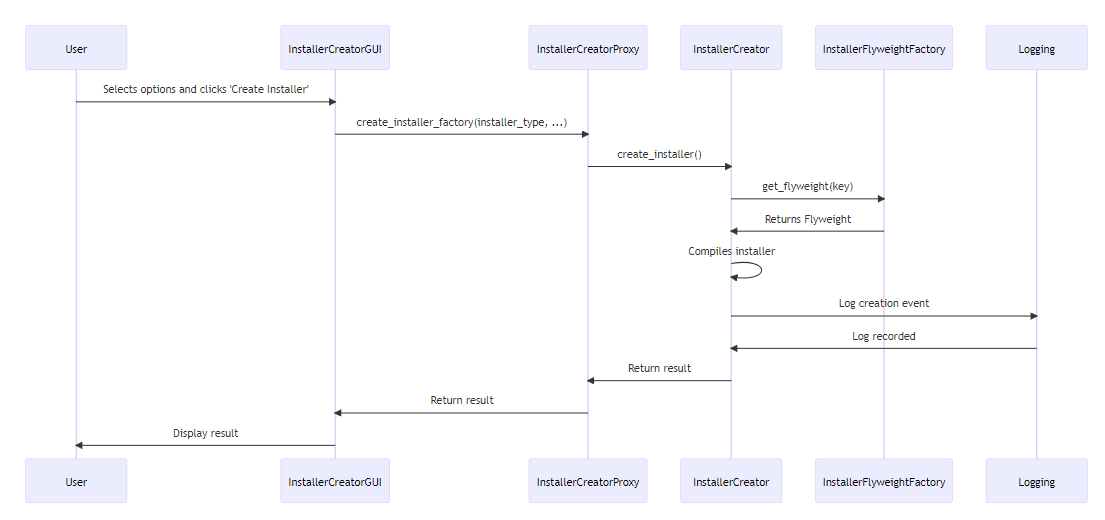 User
InstallerCreatorGUI
InstallerCreatorProxy
InstallerCreator
InstallerFlyweightFactory
Logging
Selects options and clicks 'Create Installer'
create_installer_factory(installer_type, ...)
create_installer()
get_flyweight(key)
Returns Flyweight
Compiles installer
Log creation event
Log recorded
Return result
Return result
Display result
User
InstallerCreatorGUI
InstallerCreatorProxy
InstallerCreator
InstallerFlyweightFactory
Logging